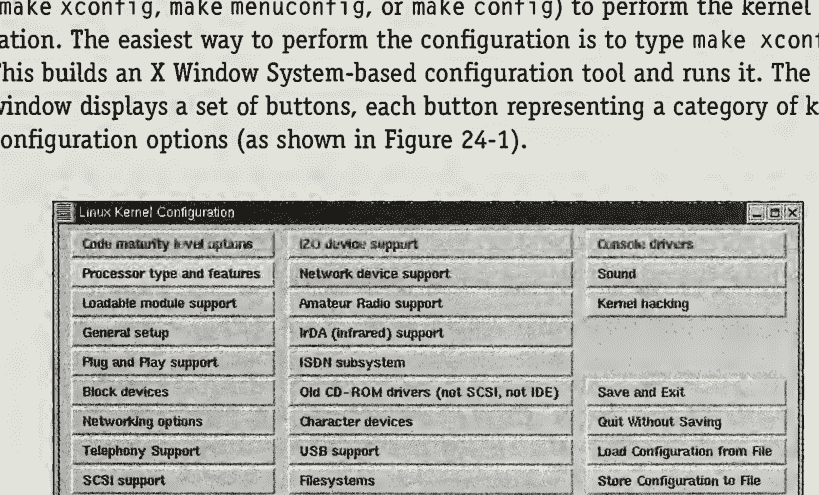 make xconfig, make menuconfig, or make config) to perform the kernel
ation. The easiest way to perform the configuration is to type make xconf
This builds an X Window System-based configuration tool and runs it. The
window displays a set of buttons, each button representing a category of k
onfiguration options (as shown in Figure 24-1).
Linux Kernel Configuration
Code maturity level options
Processor type and features
Loadable module support
General setup
Plug and Play support
Block devices
Networking options
Telephony Support
SCSI support
I2O device support
Network device support
Amateur Radio support
IrDA (infrared) support
ISDN subsystem
Old CD-ROM drivers (not SCSI, not IDE)
Character devices
USB support
Filesystems
Console drivers
Sound
Kernel hacking
Save and Exit
Quit Without Saving
Load Configuration from File
Store Configuration to File